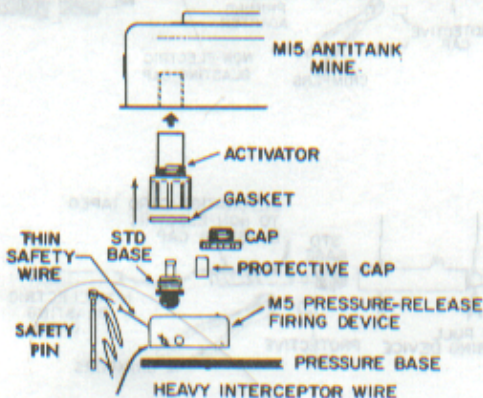 M15 ANTITANK
MINE
ACTIVATOR
GASKET
STD
BASE
CAP
THIN
SAFETY
WIRE
PROTECTIVE CAP
M5 PRESSURE-RELEASE
FIRING DEVICE
SAFETY
PIN
PRESSURE BASE
HEAVY INTERCEPTOR WIRE